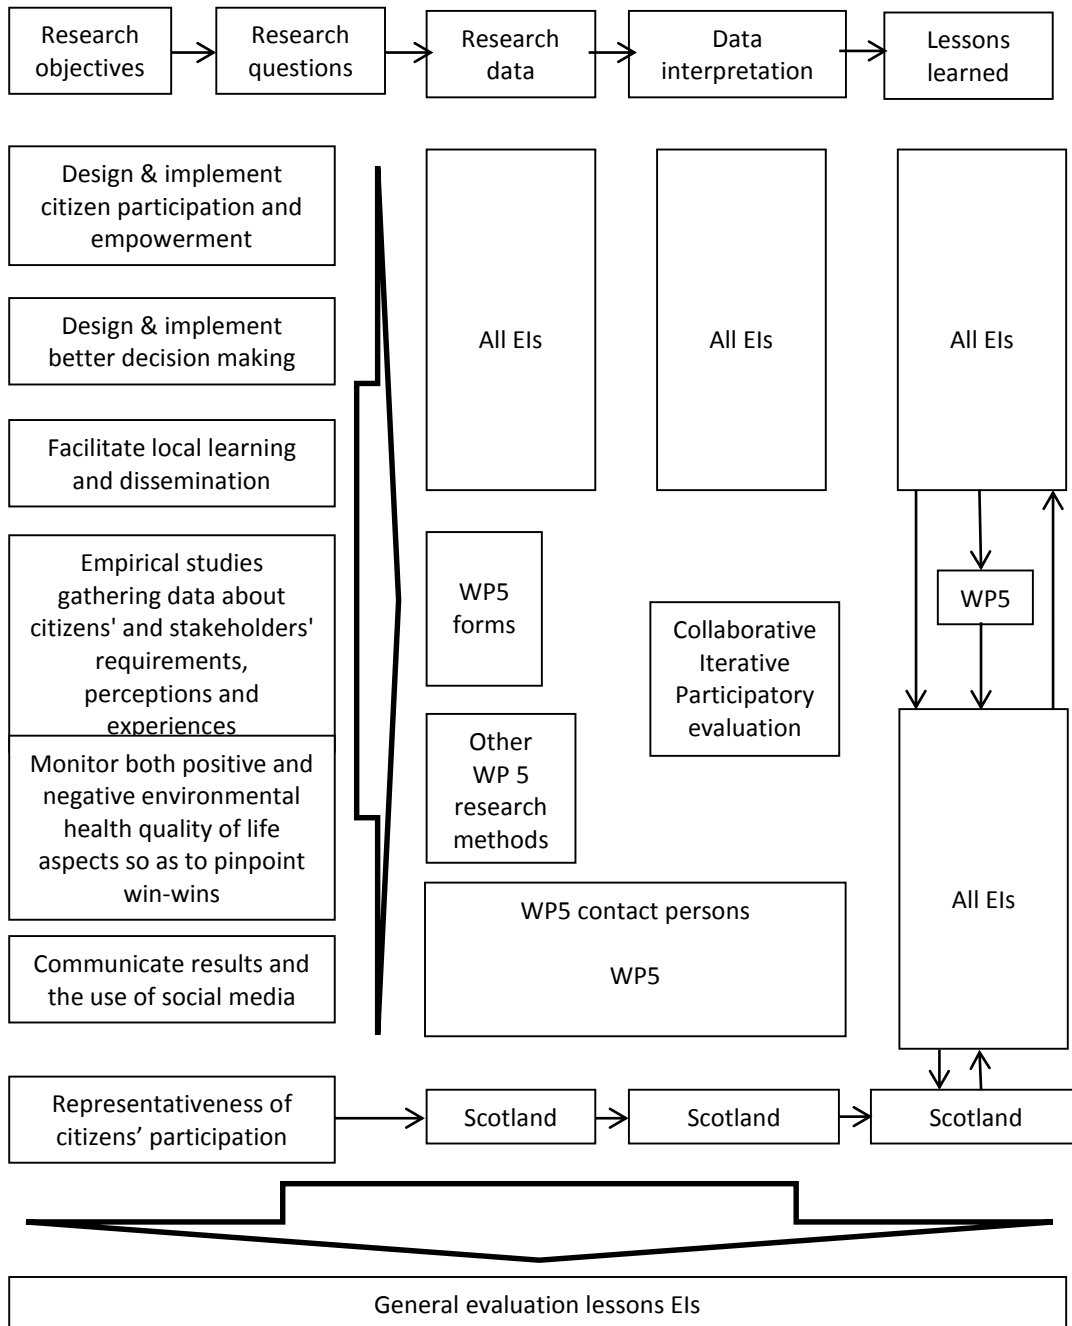 Research
objectives
Research
questions
Research
data
Data
interpretation
Lessons
learned
Design & implement
citizen participation and
empowerment
Design & implement
better decision making
Facilitate local learning
and dissemination
Empirical studies
gathering data about
citizens' and stakeholders'
requirements,
perceptions and
experiences
Monitor both positive and
negative environmental
health quality of life
aspects so as to pinpoint
win-wins
Communicate results and
the use of social media
Representativeness of
citizens’ participation
All EIs
All EIs
All EIs
WP5
forms
Other
WP 5
research
methods
Collaborative
Iterative
Participatory
evaluation
WP5
All EIs
WP5 contact persons
WP5
Scotland
Scotland
Scotland
General evaluation lessons EIs